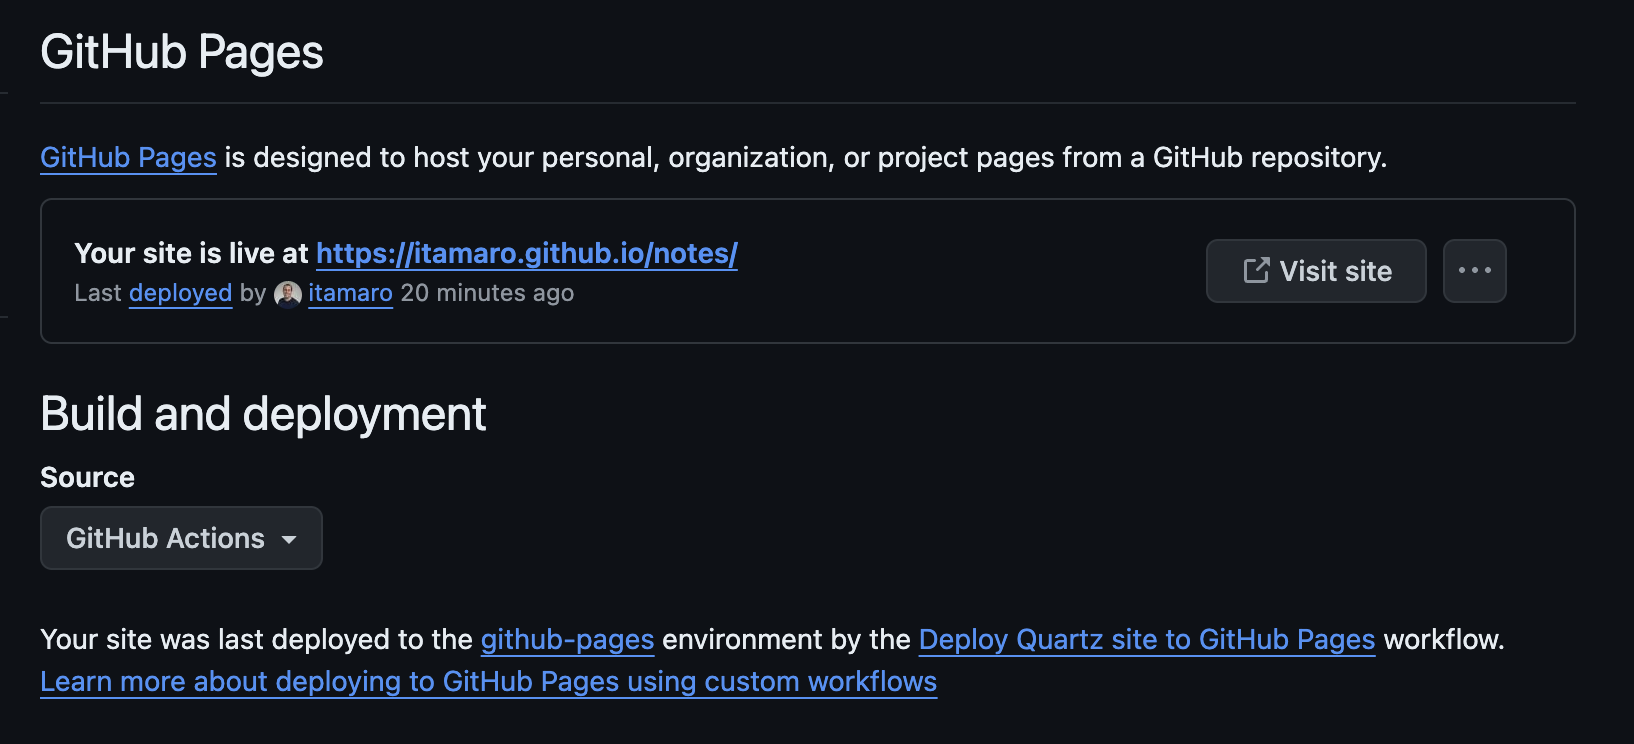 GitHub Pages
GitHub Pages is designed to host your personal, organization, or project pages from a GitHub repository.
Your site is live at https://itamaro.github.io/notes/
Last deployed by itamaro 20 minutes ago
Visit site
Build and deployment
Source
GitHub Actions
Your site was last deployed to the github-pages environment by the Deploy Quartz site to GitHub Pages workflow.
Learn more about deploying to GitHub Pages using custom workflows